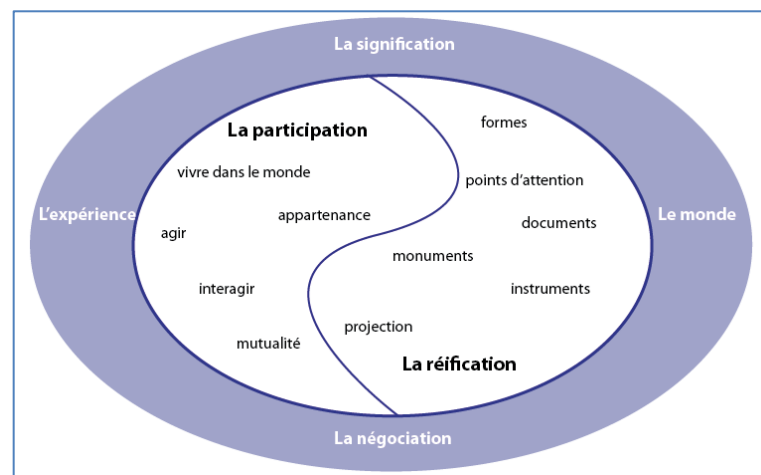 La signification
formes
La participation
vivre dans le monde
points d'attention
L'expérience
appartenance
documents
Le monde
agir
monuments
interagir
instruments
projection
mutualité
La réification
La négociation